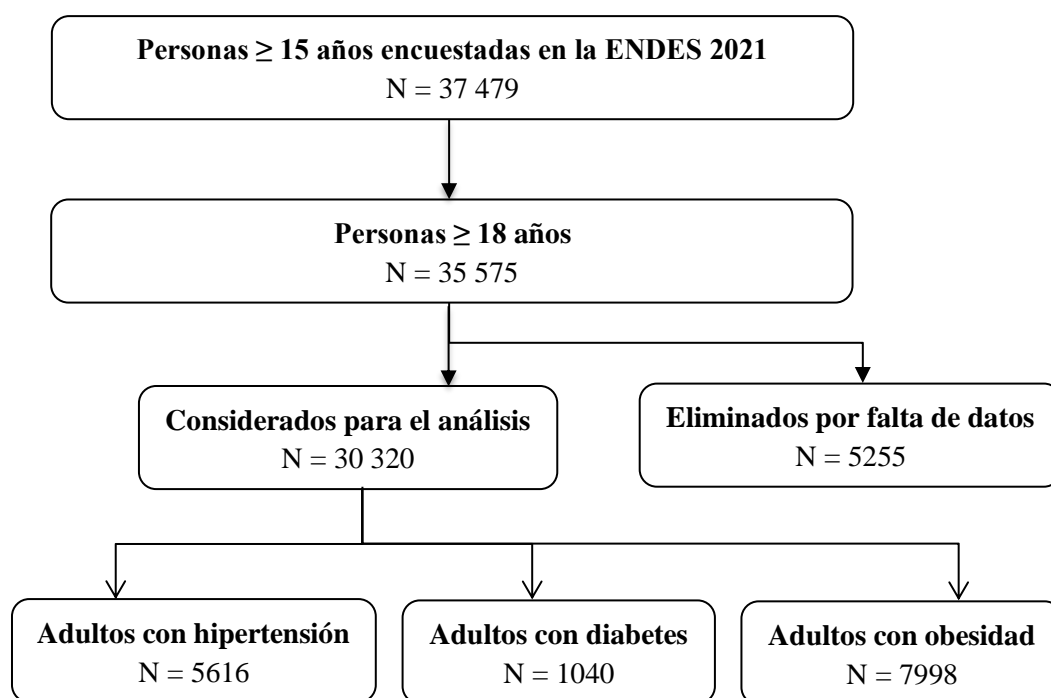 Personas ≥ 15 años encuestadas en la ENDES 2021
N = 37 479
Personas ≥ 18 años
N = 35 575
Considerados para el análisis
N = 30 320
Eliminados por falta de datos
N = 5255
Adultos con hipertensión
N = 5616
Adultos con diabetes
N = 1040
Adultos con obesidad
N = 7998